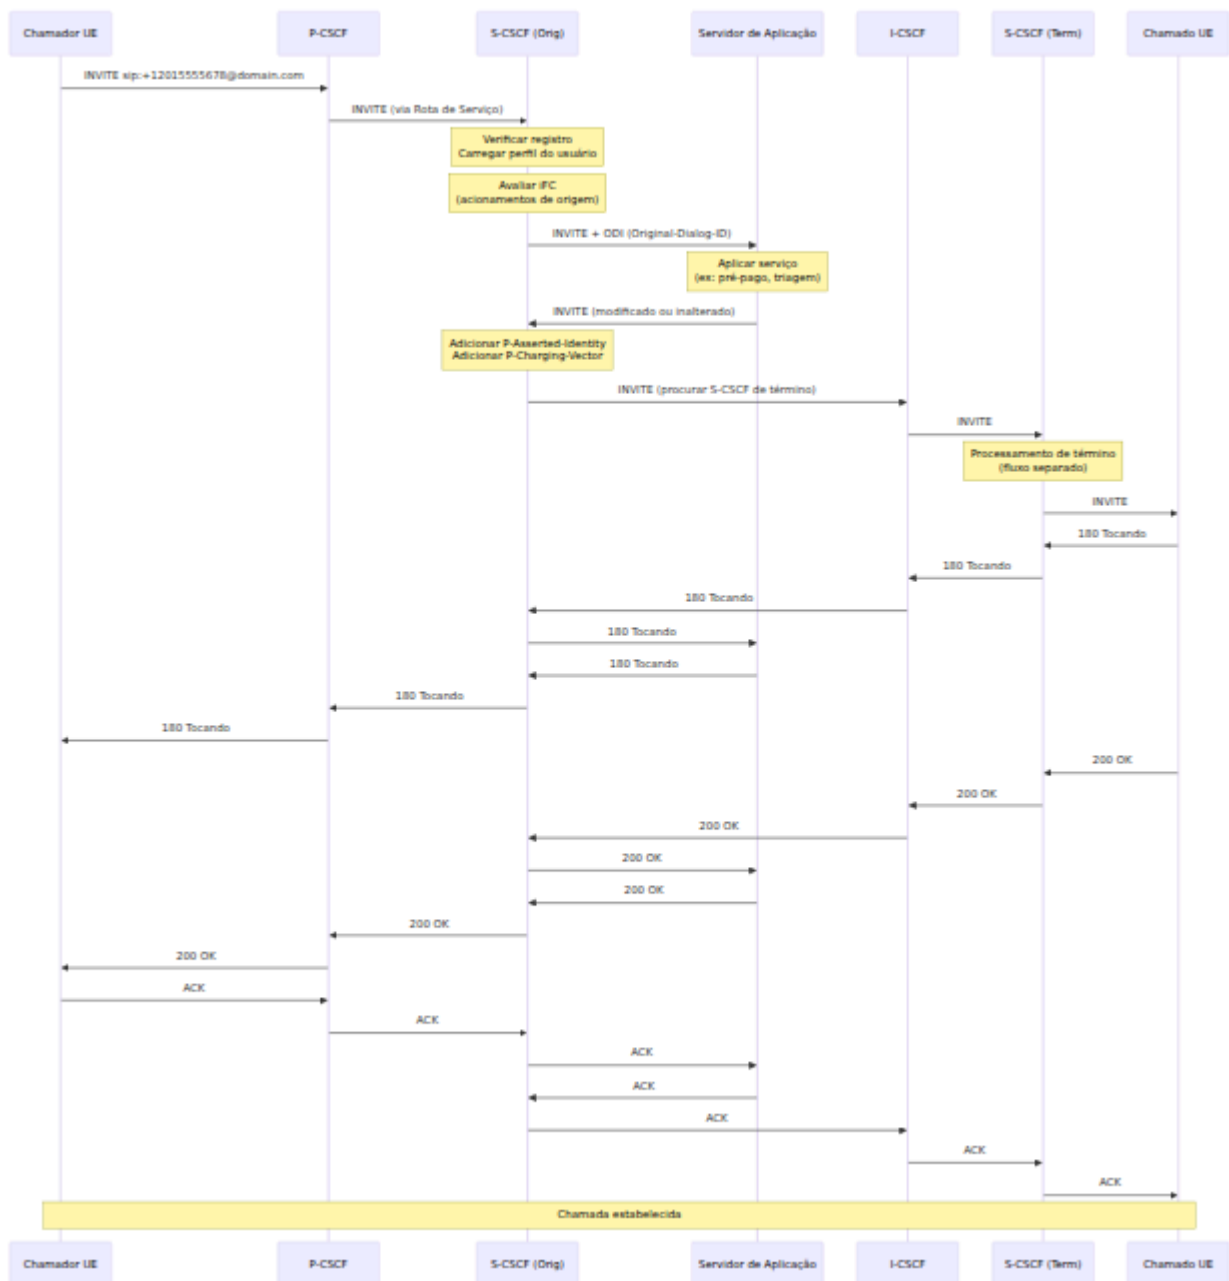 Chamador UE
P-CSCF
S-CSCF (Orig)
Servidor de Aplicação
I-CSCF
S-CSCF (Term)
Chamado UE
INVITE sip:+12015555678@domain.com
INVITE (via Rota de Serviço)
Verificar registro
Carregar perfil do usuário
Avaliar iFC
(acionamentos de origem)
INVITE + ODI (Original-Dialog-ID)
Aplicar serviço
(ex: pré-pago, triagem)
INVITE (modificado ou inalterado)
Adicionar P-Asserted-Identity
Adicionar P-Charging-Vector
INVITE (procurar S-CSCF de término)
INVITE
Processamento de término
(fluxo separado)
INVITE
180 Tocando
180 Tocando
180 Tocando
180 Tocando
180 Tocando
180 Tocando
180 Tocando
200 OK
200 OK
200 OK
200 OK
200 OK
200 OK
200 OK
ACK
ACK
ACK
ACK
ACK
ACK
ACK
Chamada estabelecida
Chamador UE
P-CSCF
S-CSCF (Orig)
Servidor de Aplicação
I-CSCF
S-CSCF (Term)
Chamado UE